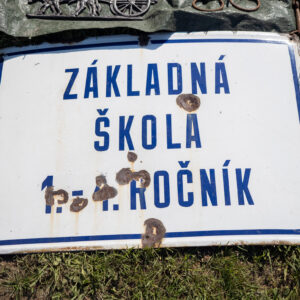 ZÁKLADNÁ
ŠKOLA
1.-4. ROČNÍK